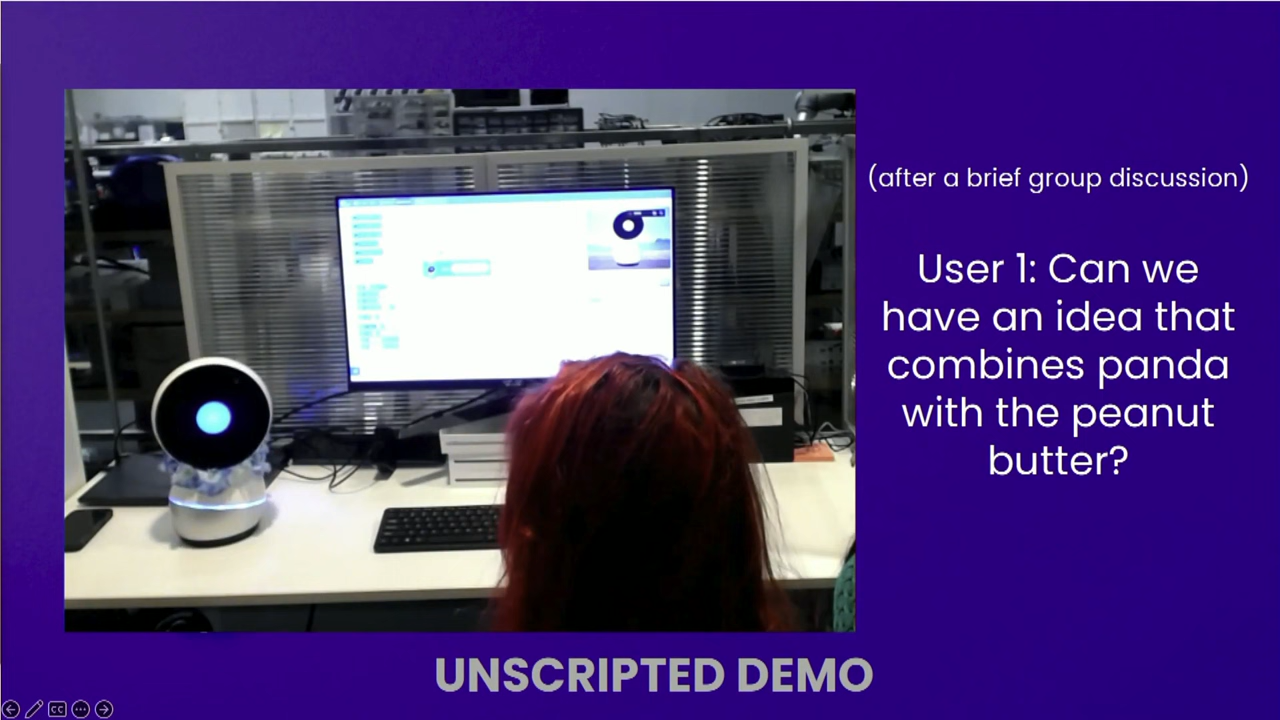 (after a brief group discussion)
User 1: Can we
have an idea that
combines panda
with the peanut
butter?
UNSCRIPTED DEMO
CC